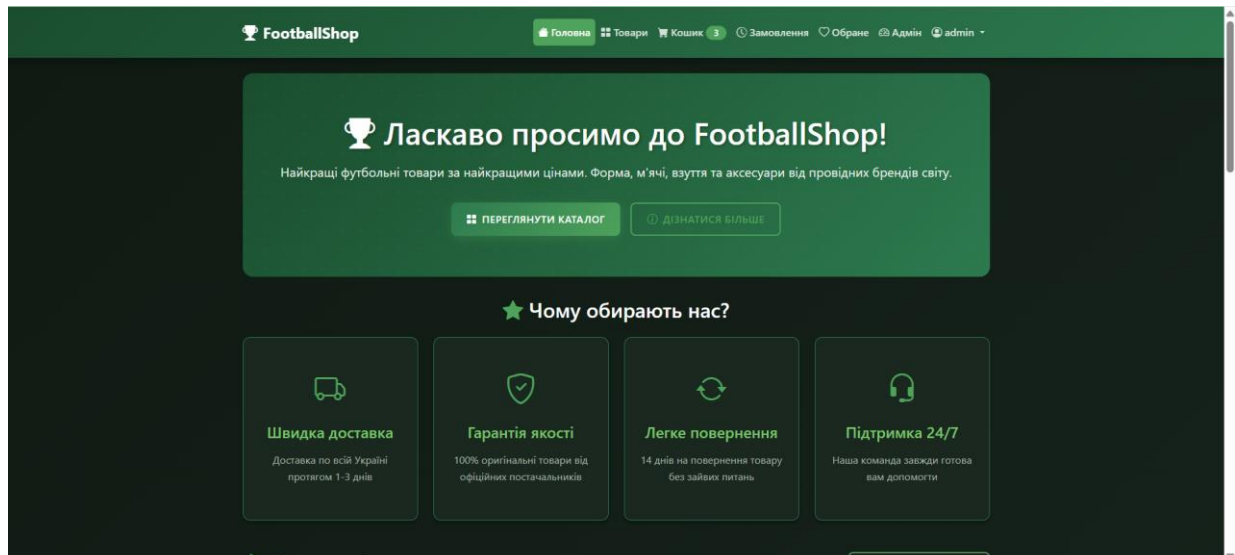 FootballShop
Головна Товари Кошик 3 Замовлення Обране Адмін admin
Ласкаво просимо до FootballShop!
Найкращі футбольні товари за найкращими цінами. Форма, м'ячі, взуття та аксесуари від провідних брендів світу.
ПЕРЕГЛЯНУТИ КАТАЛОГ
ДІЗНАТИСЯ БІЛЬШЕ
Чому обирають нас?
Швидка доставка
Доставка по всій Україні
протягом 1-3 днів
Гарантія якості
100% оригінальні товари від
офіційних постачальників
Легке повернення
14 днів на повернення товару
без зайвих питань
Підтримка 24/7
Наша команда завжди готова
вам допомогти